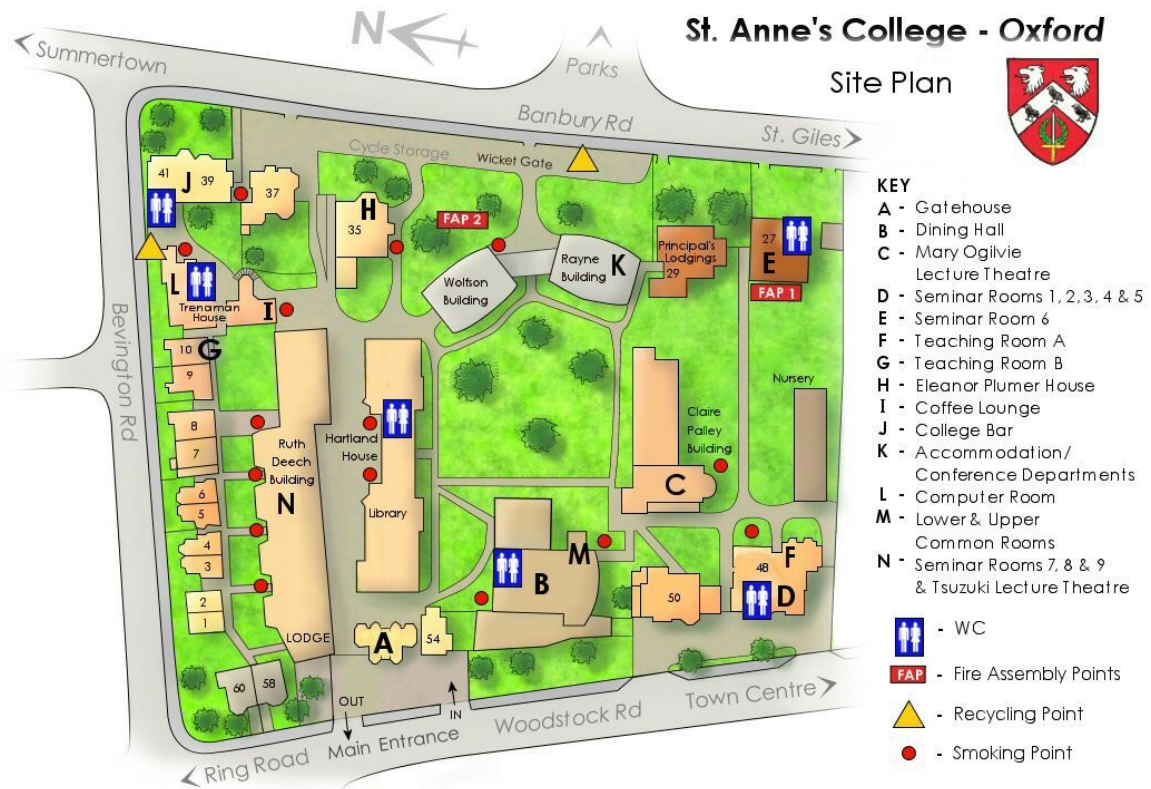 St. Anne's College - Oxford
Site Plan
N
Summertown
Parks
Banbury Rd
St. Giles
Cycle Storage
Wicket Gate
41
J
39
37
H
35
FAP 2
Wolfson
Building
Rayne
Building
K
Principal's
Lodgings
29
27
E
FAP 1
L
Trenaman
House
I
Bevington Rd
10
G
9
8
7
6
5
4
3
2
1
60
58
Ruth
Deech
Building
N
LODGE
Hartland
House
Library
Claire
Palley
Building
C
Nursery
M
B
A
54
50
48
F
D
OUT
IN
Main Entrance
Woodstock Rd
Town Centre
Ring Road
KEY
A - Gatehouse
B - Dining Hall
C - Mary Ogilvie
Lecture Theatre
D - Seminar Rooms 1, 2, 3, 4 & 5
E - Seminar Room 6
F - Teaching Room A
G - Teaching Room B
H - Eleanor Plumer House
I - Coffee Lounge
J - College Bar
K - Accommodation/
Conference Departments
L - Computer Room
M - Lower & Upper
Common Rooms
N - Seminar Rooms 7, 8 & 9
& Tsuzuki Lecture Theatre
- WC
FAP - Fire Assembly Points
- Recycling Point
- Smoking Point